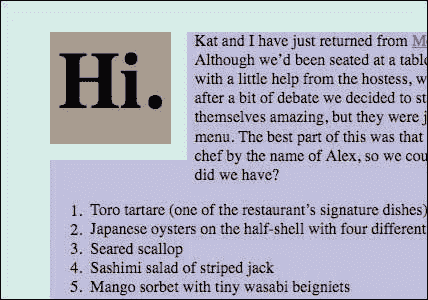 Hi.
Kat and I have just returned from
Although we'd been seated at a table
with a little help from the hostess, w
after a bit of debate we decided to st
themselves amazing, but they were j
menu. The best part of this was that
chef by the name of Alex, so we cou
did we have?
1. Toro tartare (one of the restaurant's signature dishes)
2. Japanese oysters on the half-shell with four different
3. Seared scallop
4. Sashimi salad of striped jack
5. Mango sorbet with tiny wasabi beigniets